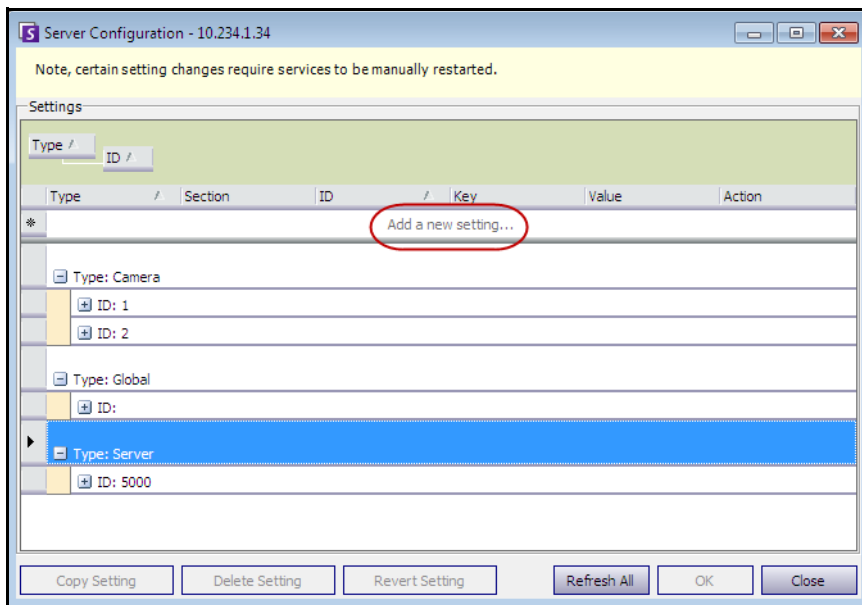 Server Configuration - 10.234.1.34
Note, certain setting changes require services to be manually restarted.
Settings
Type
ID
Type Section ID Key Value Action
Add a new setting...
Type: Camera
ID: 1
ID: 2
Type: Global
ID:
Type: Server
ID: 5000
Copy Setting Delete Setting Revert Setting Refresh All OK Close